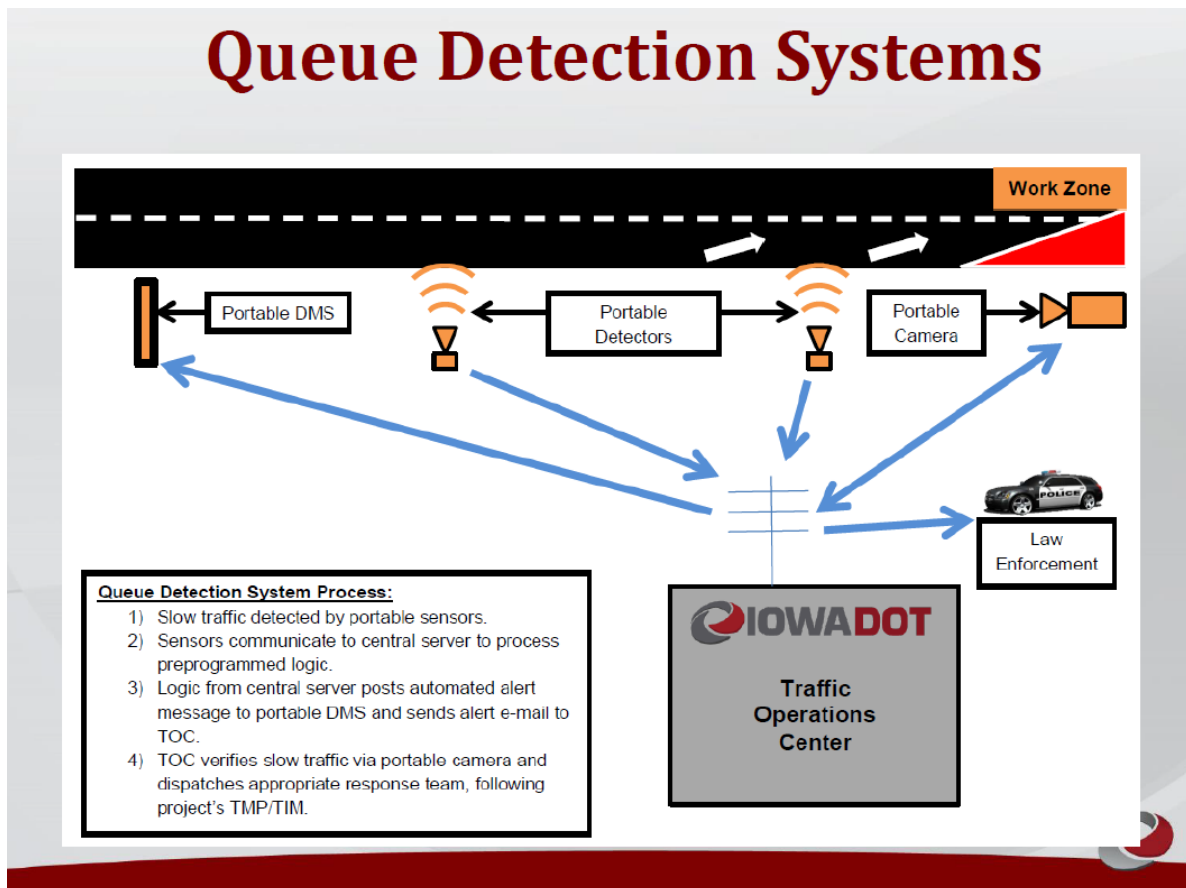 Queue Detection Systems
Work Zone
Portable DMS
Portable
Detectors
Portable
Camera
POLICE
Law
Enforcement
Queue Detection System Process:
1) Slow traffic detected by portable sensors.
2) Sensors communicate to central server to process
preprogrammed logic.
3) Logic from central server posts automated alert
message to portable DMS and sends alert e-mail to
TOC.
4) TOC verifies slow traffic via portable camera and
dispatches appropriate response team, following
project's TMP/TIM.
IOWADOT
Traffic
Operations
Center